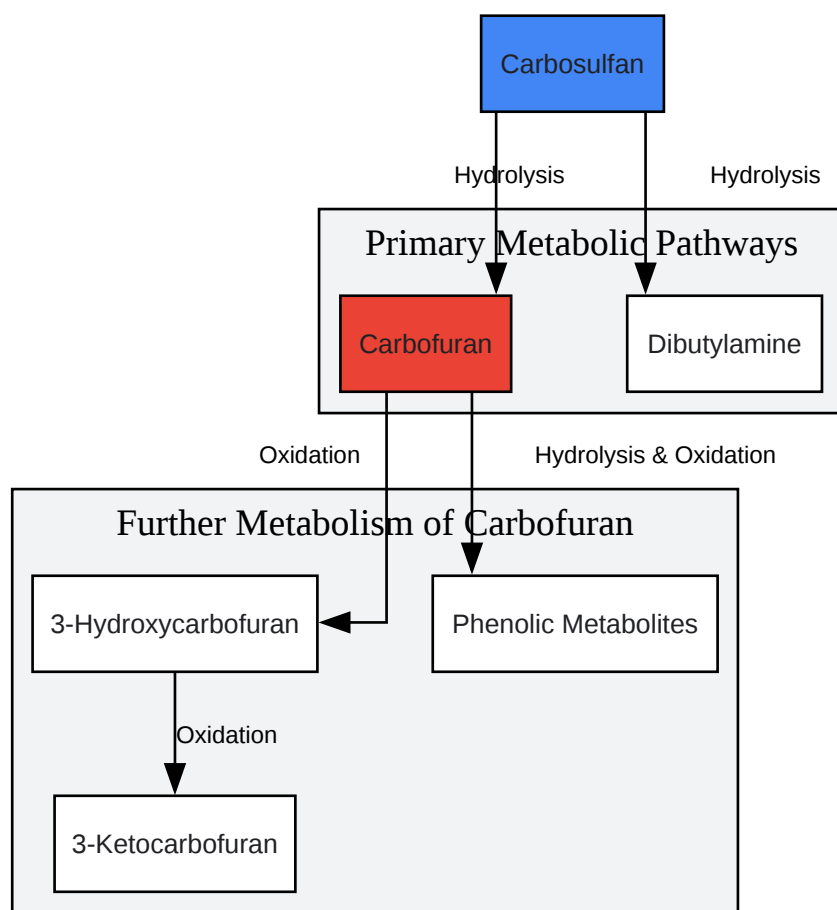 Carbosulfan
Hydrolysis
Hydrolysis
Primary Metabolic Pathways
Carbofuran
Dibutylamine
Oxidation
Hydrolysis & Oxidation
Further Metabolism of Carbofuran
3-Hydroxycarbofuran
Phenolic Metabolites
Oxidation
3-Ketocarbofuran